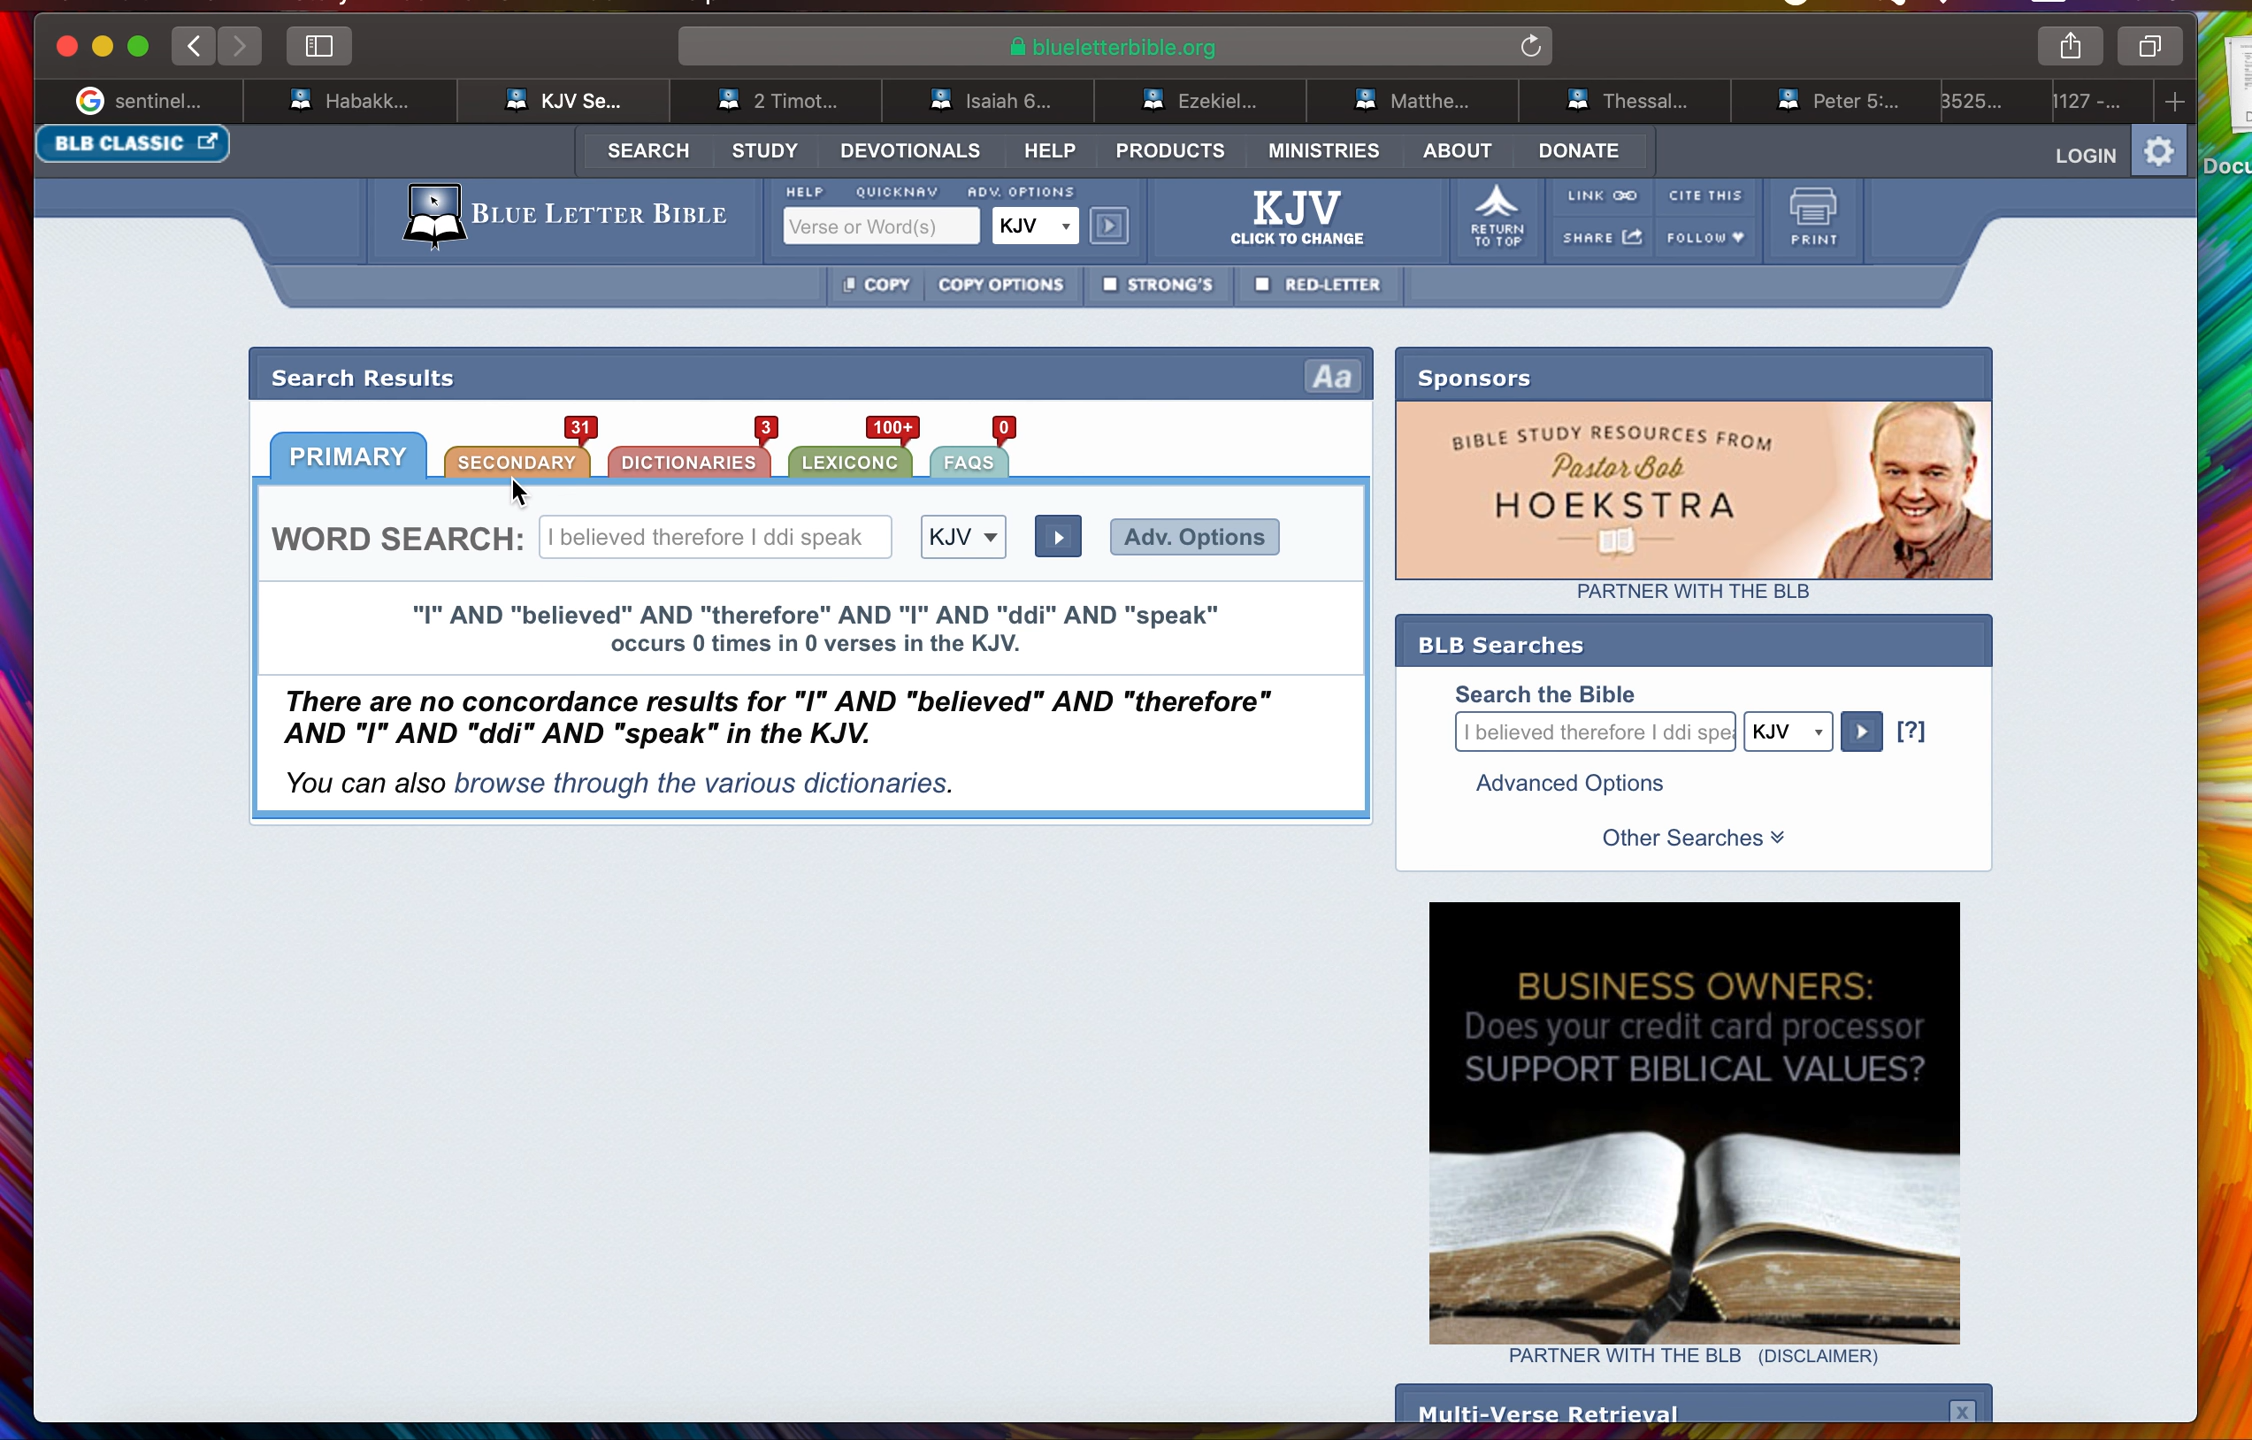 blueletterbible.org
sentinel...
Habakk...
KJV Se...
2 Timot...
Isaiah 6...
Ezekiel...
Matthe...
Thessal...
Peter 5:...
3525...
1127 -...
BLB CLASSIC
SEARCH STUDY DEVOTIONALS HELP PRODUCTS MINISTRIES ABOUT DONATE
LOGIN
Docu
BLUE LETTER BIBLE
HELP QUICKNAV ADV. OPTIONS
Verse or Word(s) KJV
KJV
CLICK TO CHANGE
RETURN
TO TOP
LINK CITE THIS
SHARE FOLLOW
PRINT
COPY COPY OPTIONS STRONG'S RED-LETTER
Search Results Aa
31 3 100+ 0
PRIMARY SECONDARY DICTIONARIES LEXICONC FAQS
WORD SEARCH: I believed therefore I ddi speak KJV Adv. Options
"I" AND "believed" AND "therefore" AND "I" AND "ddi" AND "speak"
occurs 0 times in 0 verses in the KJV.
There are no concordance results for "I" AND "believed" AND "therefore"
AND "I" AND "ddi" AND "speak" in the KJV.
You can also browse through the various dictionaries.
Sponsors
BIBLE STUDY RESOURCES FROM
Pastor Bob
HOEKSTRA
PARTNER WITH THE BLB
BLB Searches
Search the Bible
I believed therefore I ddi spea KJV [?]
Advanced Options
Other Searches
BUSINESS OWNERS:
Does your credit card processor
SUPPORT BIBLICAL VALUES?
PARTNER WITH THE BLB (DISCLAIMER)
Multi-Verse Retrieval X